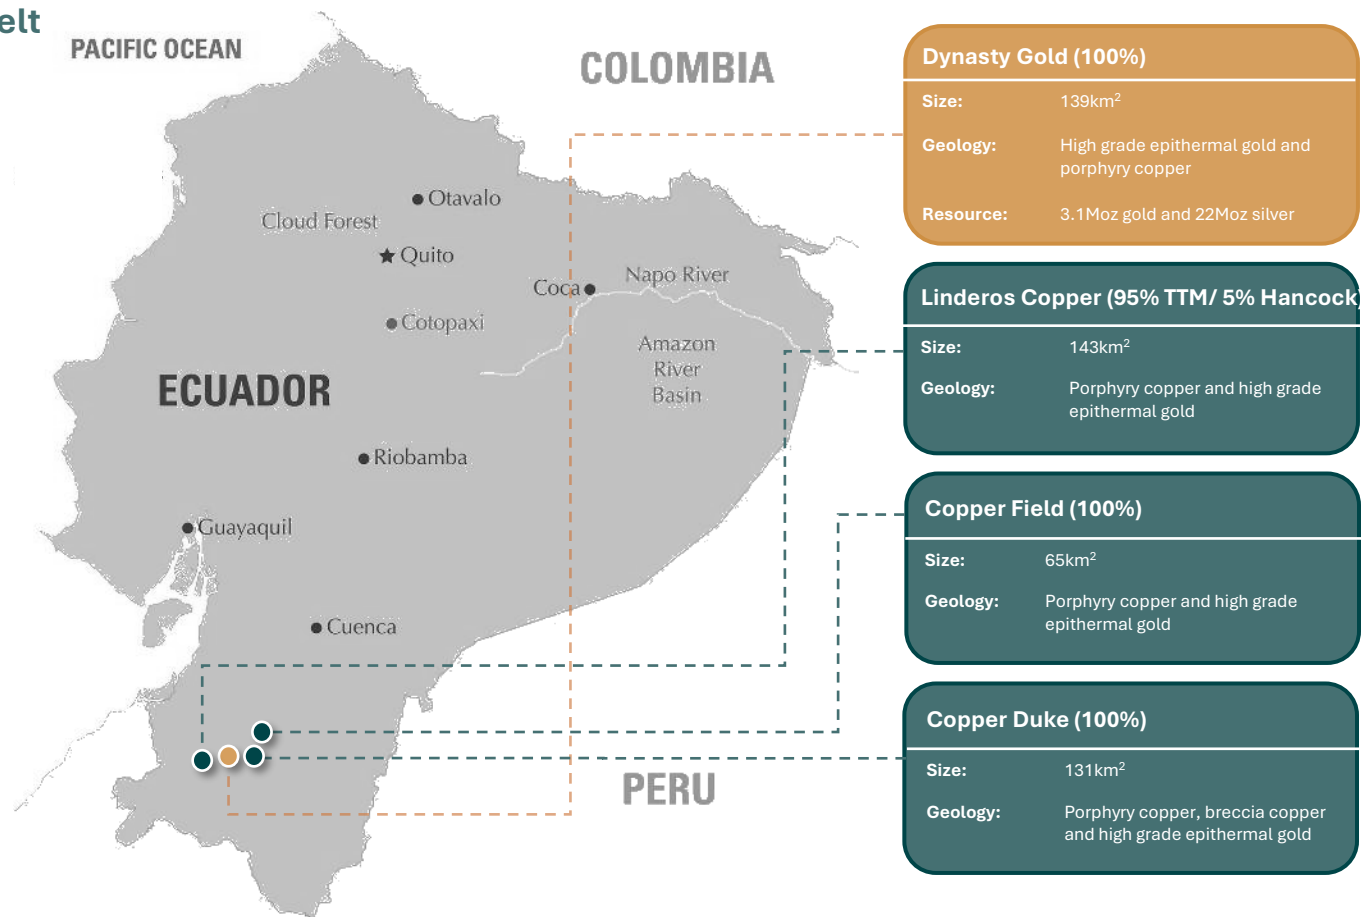 elt
PACIFIC OCEAN
COLOMBIA
Otavalo
Cloud Forest
Quito
Coca
Napo River
Cotopaxi
Amazon
River
Basin
ECUADOR
Riobamba
Guayaquil
Cuenca
PERU
Dynasty Gold (100%)
Size: 139km²
Geology: High grade epithermal gold and
porphyry copper
Resource: 3.1Moz gold and 22Moz silver
Linderos Copper (95% TTM/ 5% Hancock)
Size: 143km²
Geology: Porphyry copper and high grade
epithermal gold
Copper Field (100%)
Size: 65km²
Geology: Porphyry copper and high grade
epithermal gold
Copper Duke (100%)
Size: 131km²
Geology: Porphyry copper, breccia copper
and high grade epithermal gold